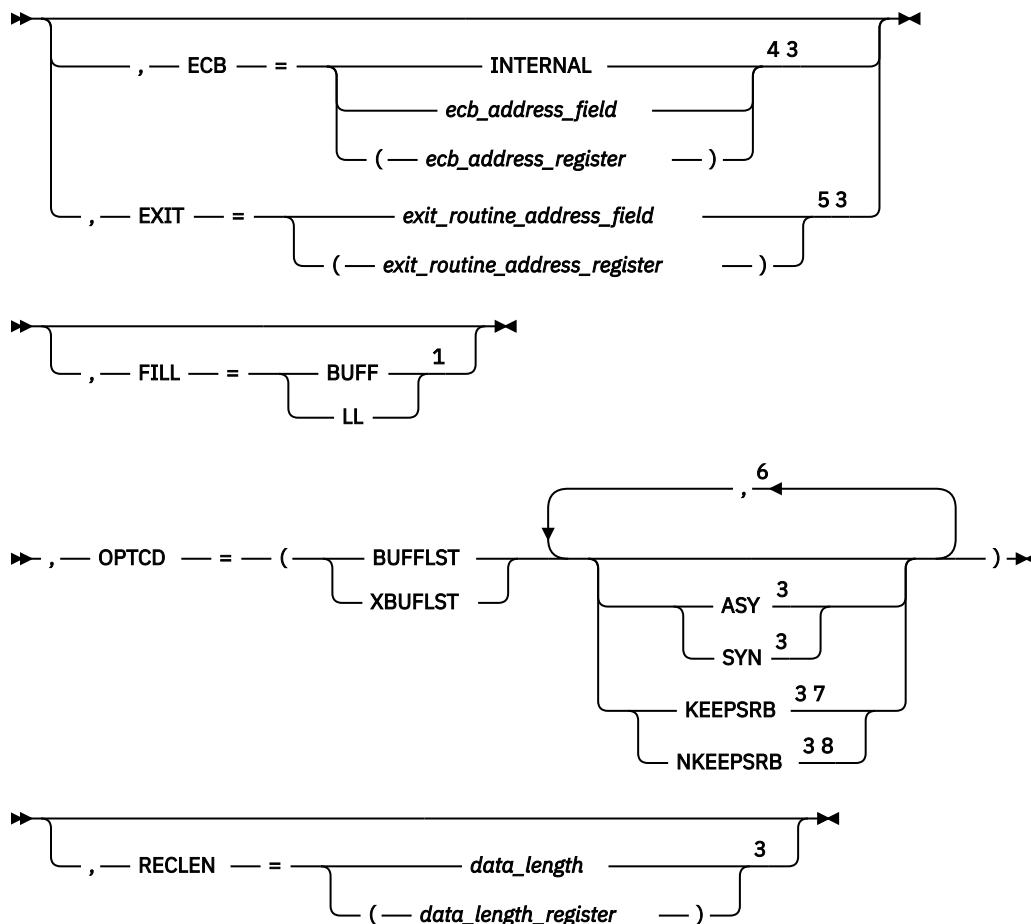 , ECB = INTERNAL 4 3
ecb_address_field
( ecb_address_register )
, EXIT = exit_routine_address_field 5 3
( exit_routine_address_register )
, FILL = BUFF 1
LL
, 6
, OPTCD = ( BUFFLST )
XBUFLST
ASY 3
SYN 3
KEEPSRB 3 7
NKEEPSRB 3 8
, RECLEN = data_length 3
( data_length_register )